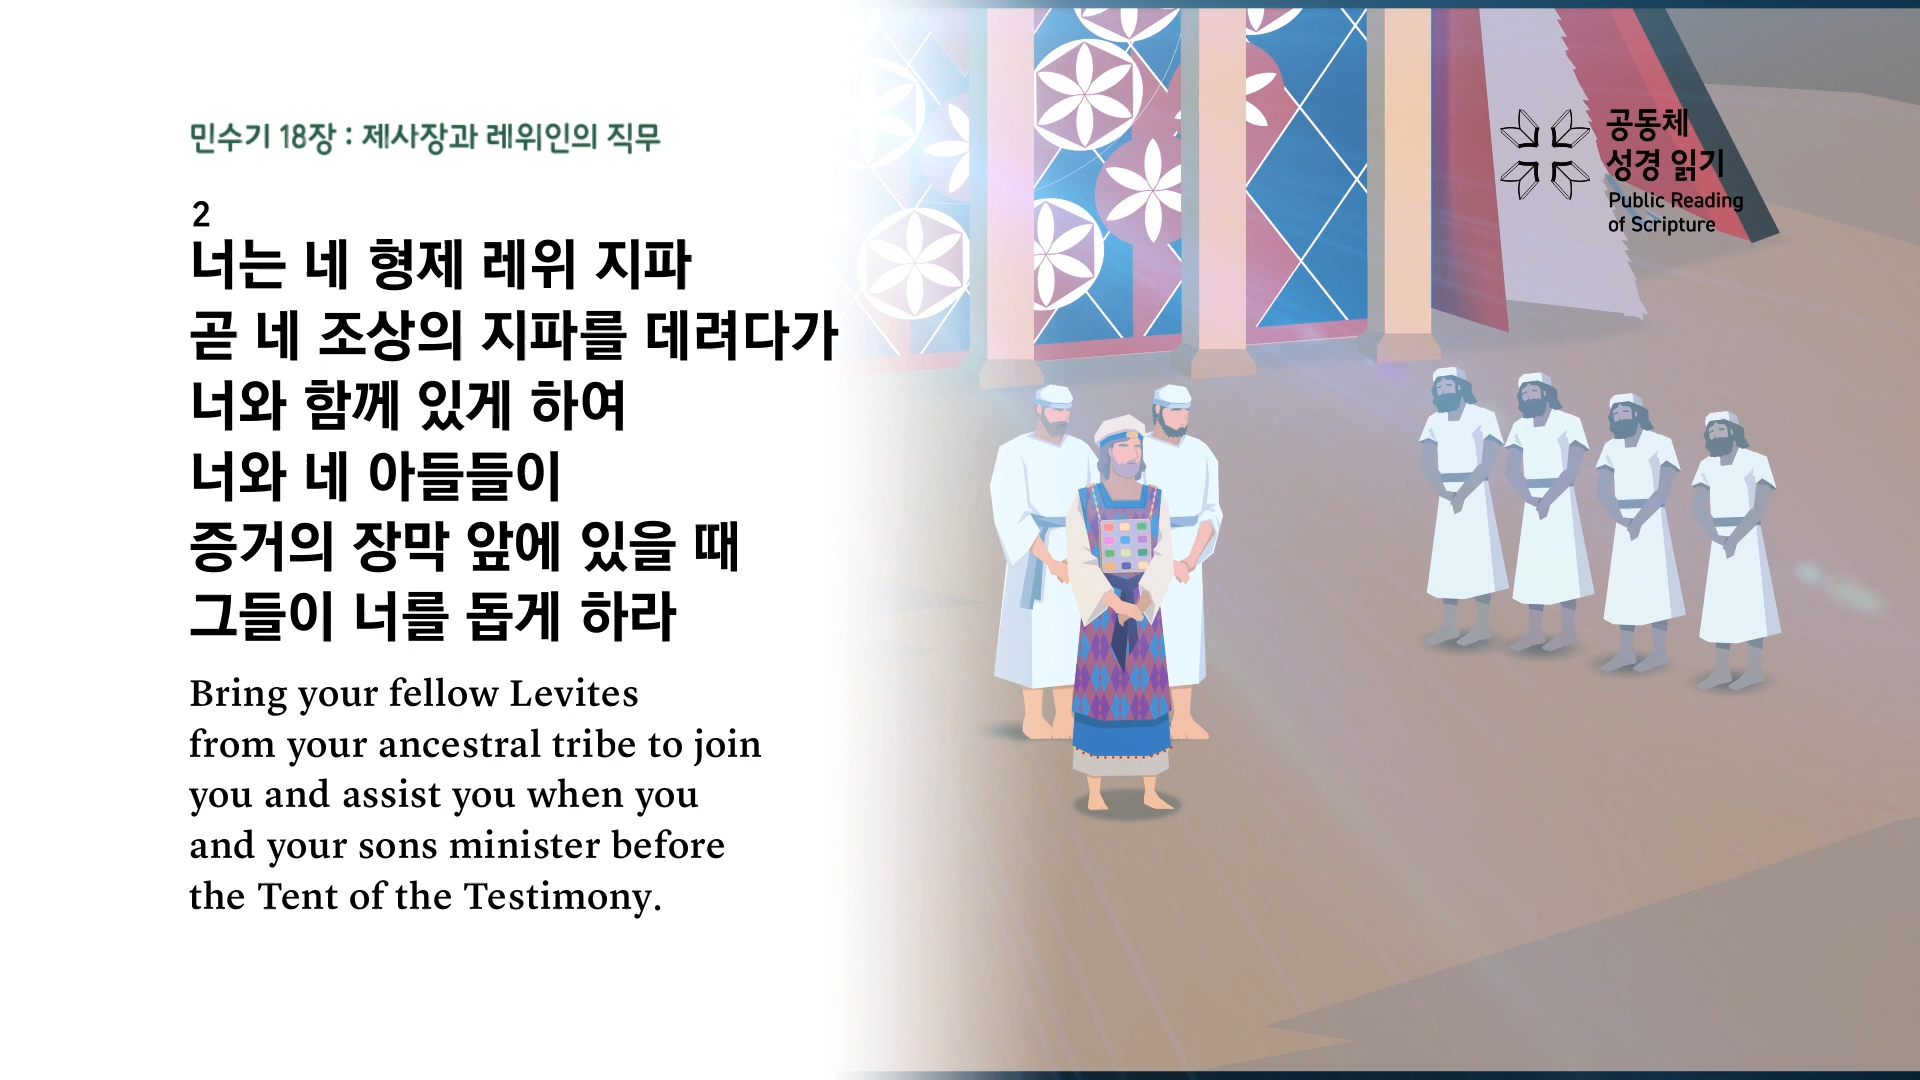 민수기 18장 : 제사장과 레위인의 직무
2
너는 네 형제 레위 지파
곧 네 조상의 지파를 데려다가
너와 함께 있게 하여
너와 네 아들들이
증거의 장막 앞에 있을 때
그들이 너를 돕게 하라
Bring your fellow Levites
from your ancestral tribe to join
you and assist you when you
and your sons minister before
the Tent of the Testimony.
공동체
성경 읽기
Public Reading
of Scripture